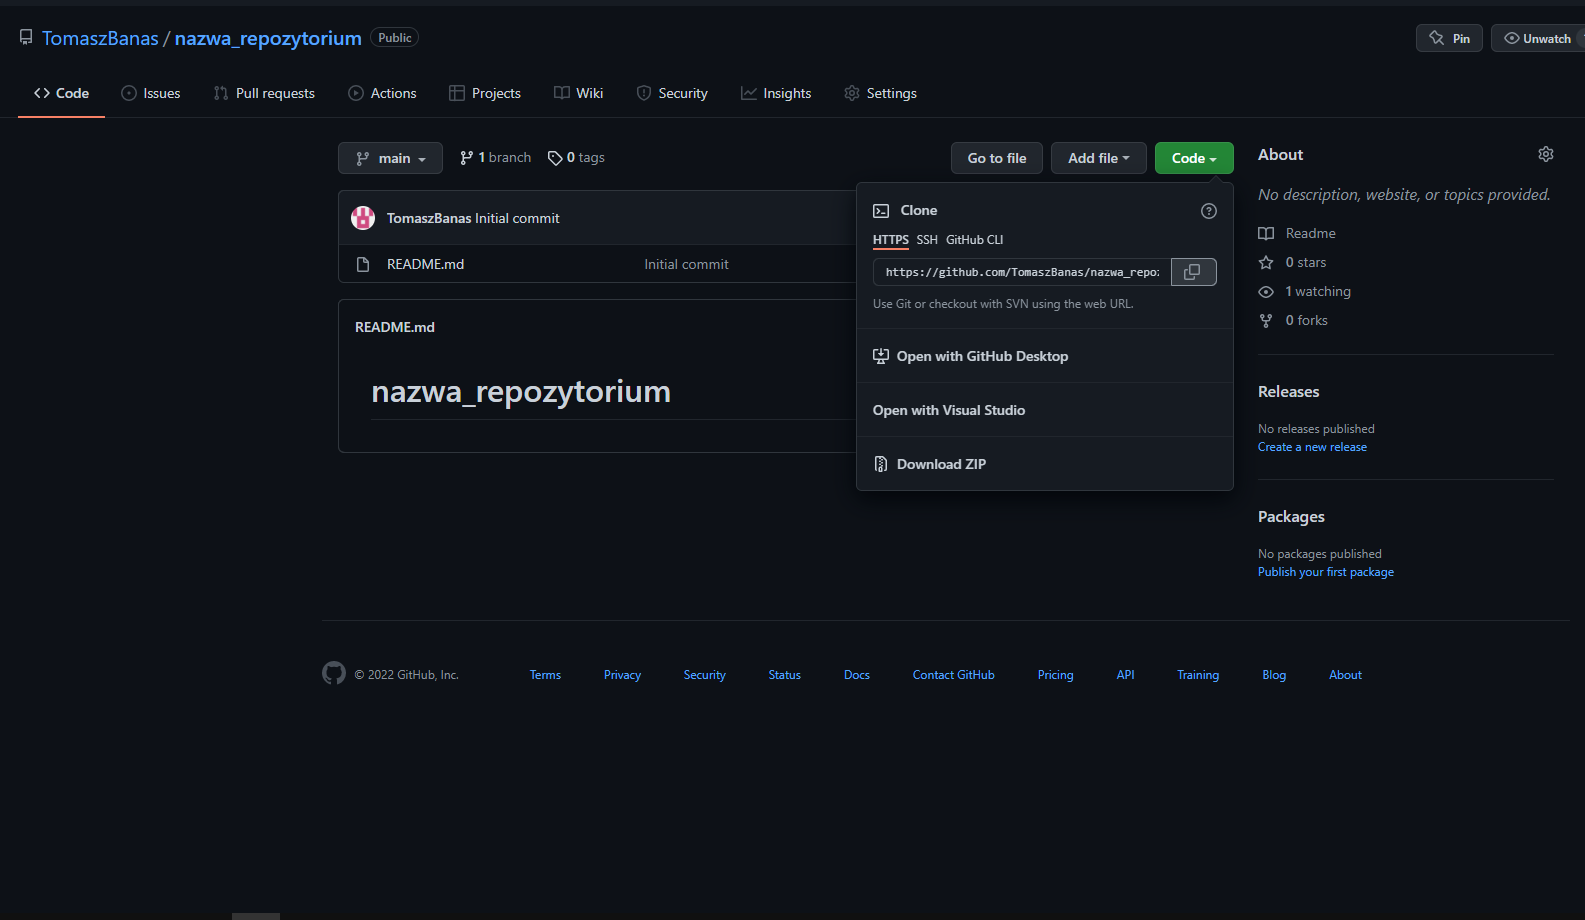 TomaszBanas / nazwa_repozytorium Public
Pin
Unwatch
Code Issues Pull requests Actions Projects Wiki Security Insights Settings
main 1 branch 0 tags
Go to file Add file Code
TomaszBanas Initial commit
README.md Initial commit
README.md
nazwa_repozytorium
Clone
HTTPS SSH GitHub CLI
https://github.com/TomaszBanas/nazwa_repo
Use Git or checkout with SVN using the web URL.
Open with GitHub Desktop
Open with Visual Studio
Download ZIP
About
No description, website, or topics provided.
Readme
0 stars
1 watching
0 forks
Releases
No releases published
Create a new release
Packages
No packages published
Publish your first package
© 2022 GitHub, Inc. Terms Privacy Security Status Docs Contact GitHub Pricing API Training Blog About